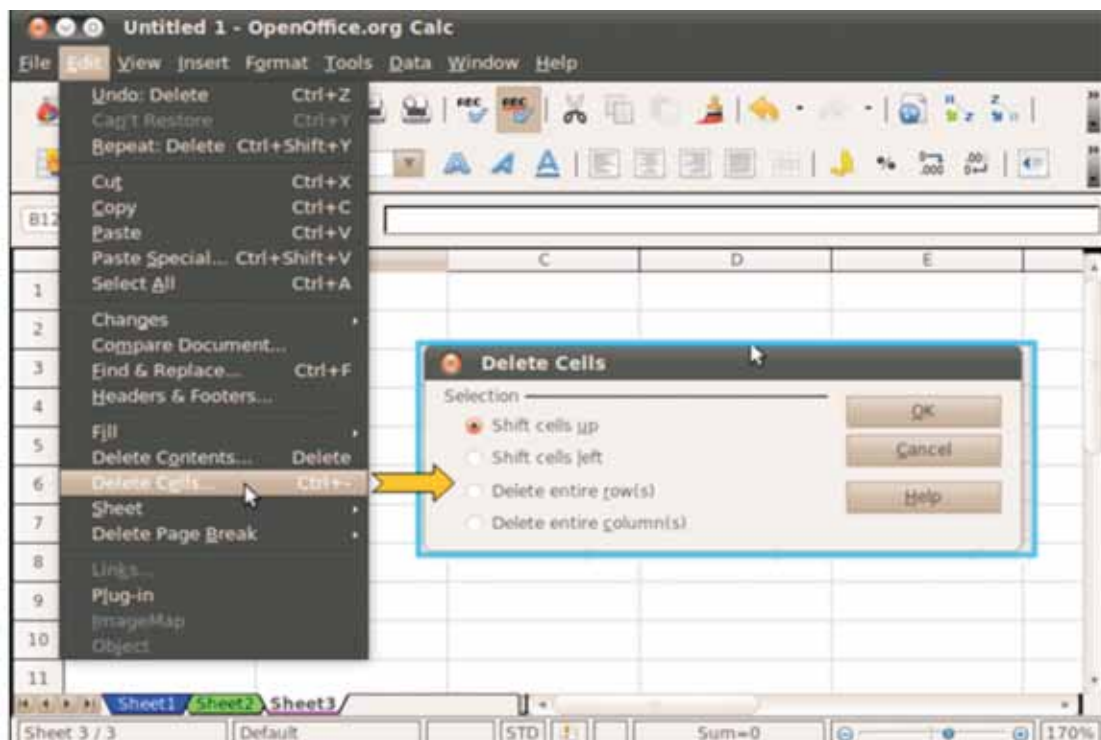 Untitled 1 - OpenOffice.org Calc
File Edit View Insert Format Tools Data Window Help
Undo: Delete Ctrl+Z
Can't Restore Ctrl+Y
Repeat: Delete Ctrl+Shift+Y
Cut Ctrl+X
Copy Ctrl+C
Paste Ctrl+V
Paste Special... Ctrl+Shift+V
Select All Ctrl+A
Changes
Compare Document...
Find & Replace... Ctrl+F
Headers & Footers...
Fill
Delete Contents... Delete
Delete Cells... Ctrl+-
Sheet
Delete Page Break
Links...
Plug-in
ImageMap
Object
B12
C D E
1
2
3
4
5
6
7
8
9
10
11
Delete Cells
Selection
Shift cells up
Shift cells left
Delete entire row(s)
Delete entire column(s)
OK
Cancel
Help
Sheet1 Sheet2 Sheet3
Sheet 3 / 3 Default STD Sum=0 170%